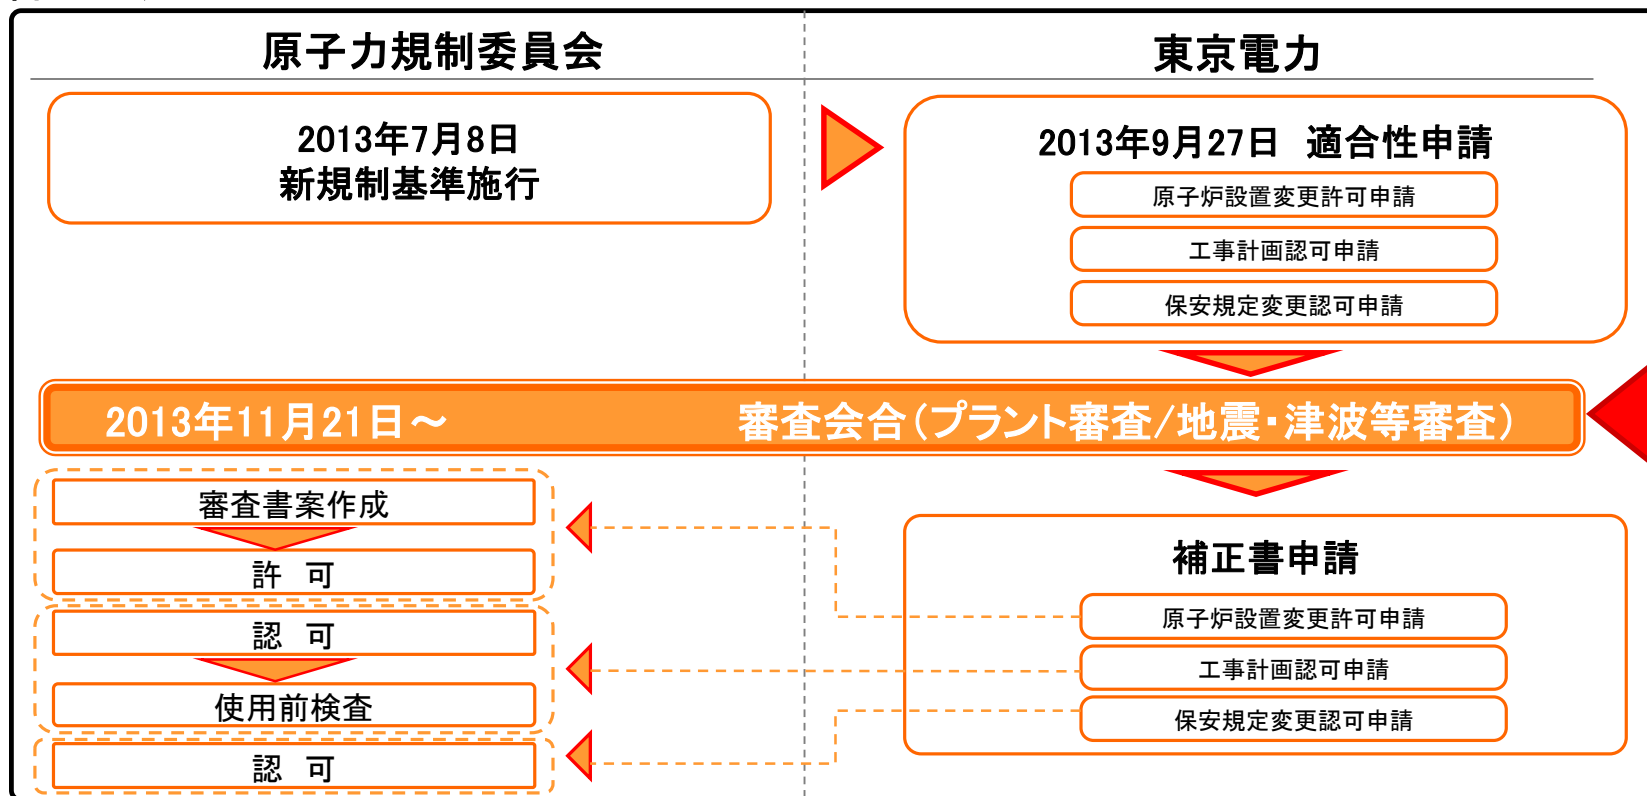 原子力規制委員会
東京電力
2013年7月8日
新規制基準施行
2013年9月27日 適合性申請
原子炉設置変更許可申請
工事計画認可申請
保安規定変更認可申請
2013年11月21日～ 審査会合(プラント審査/地震・津波等審査)
審査書案作成
許 可
認 可
使用前検査
認 可
補正書申請
原子炉設置変更許可申請
工事計画認可申請
保安規定変更認可申請